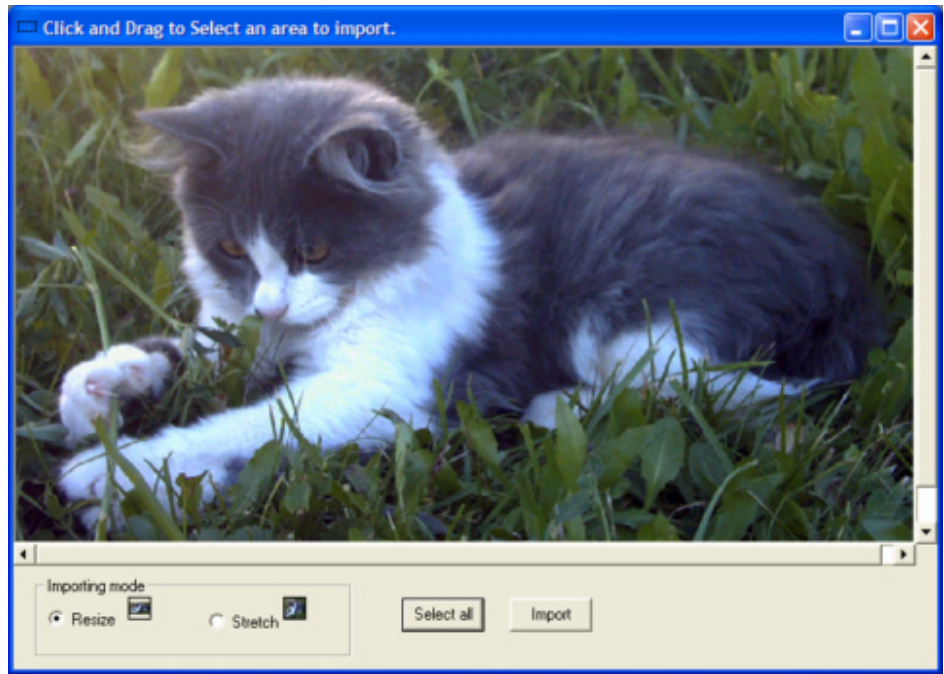 Click and Drag to Select an area to import.
Importing mode
Resize
Stretch
Select all
Import